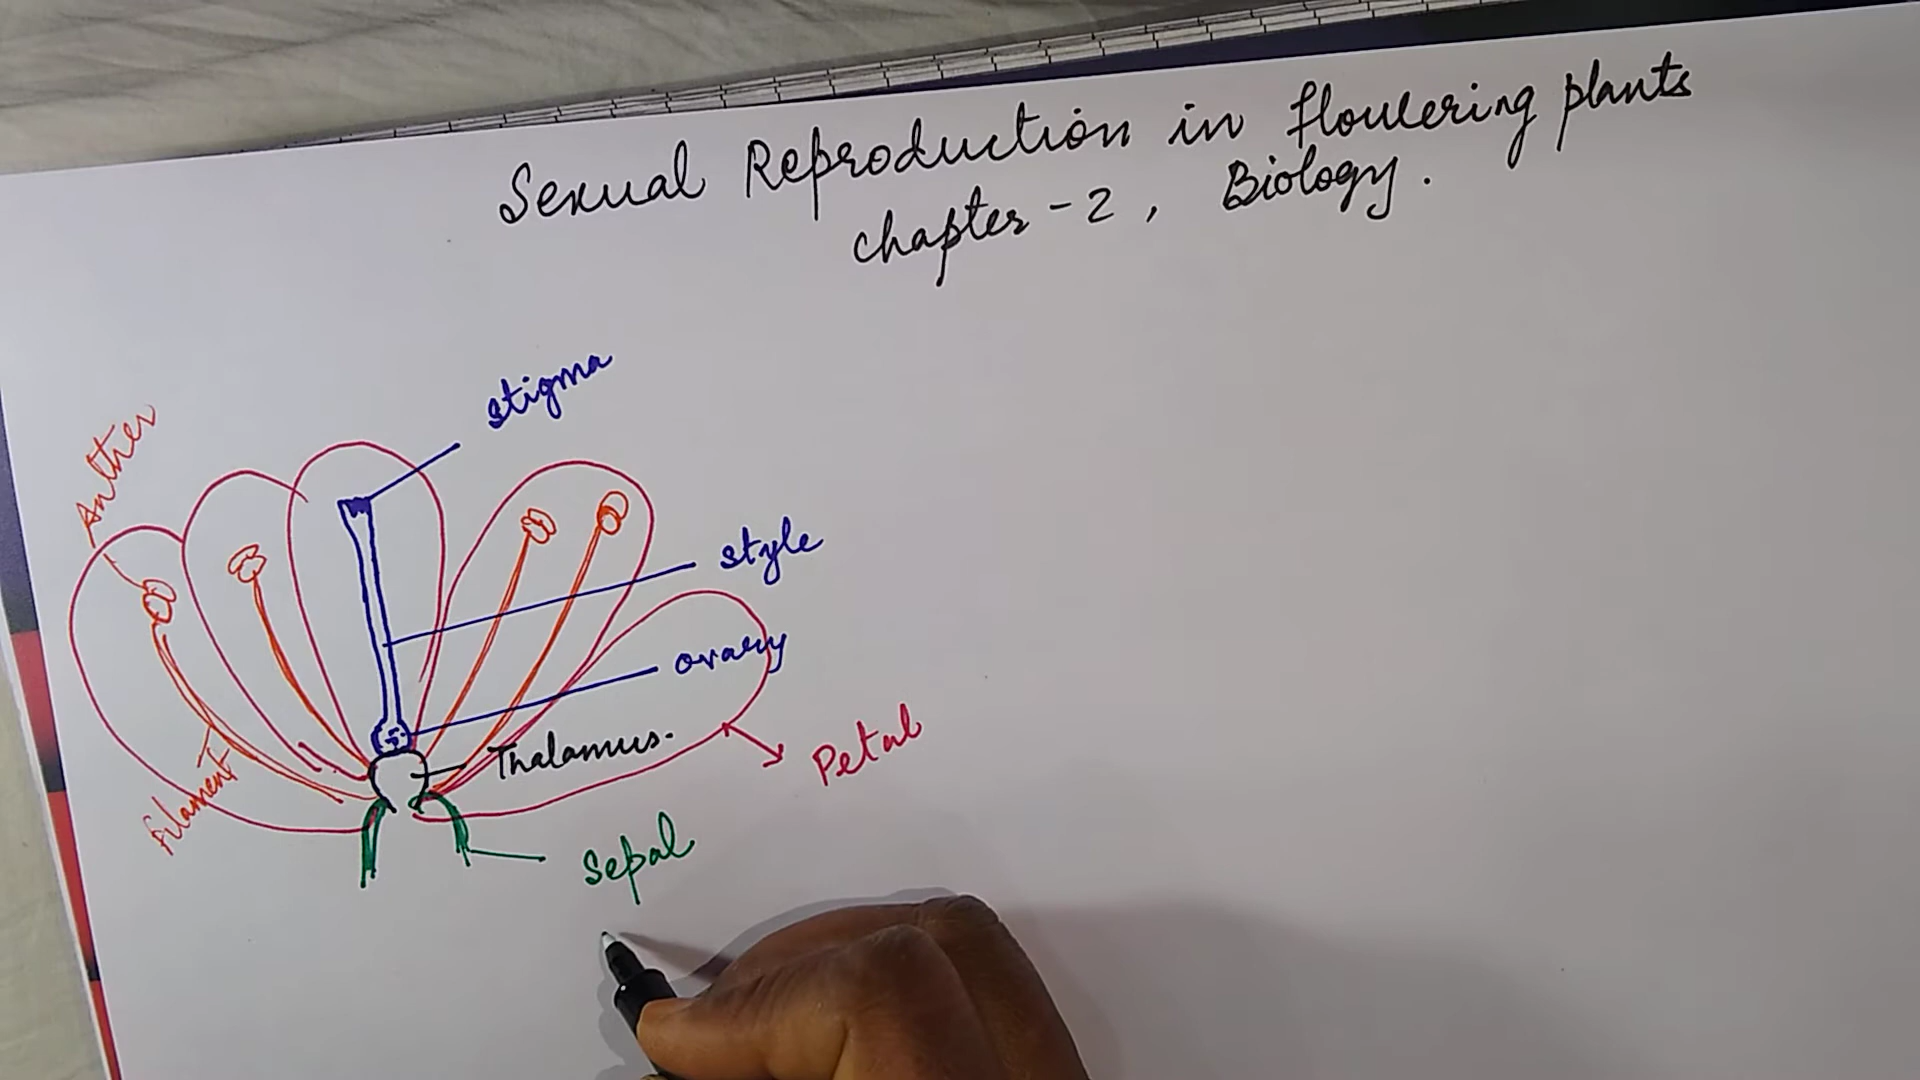 Sexual Reproduction in flowering plants
chapter - 2, Biology.
stigma
Anther
style
ovary
Thalamus.
Petal
filament
Sepal